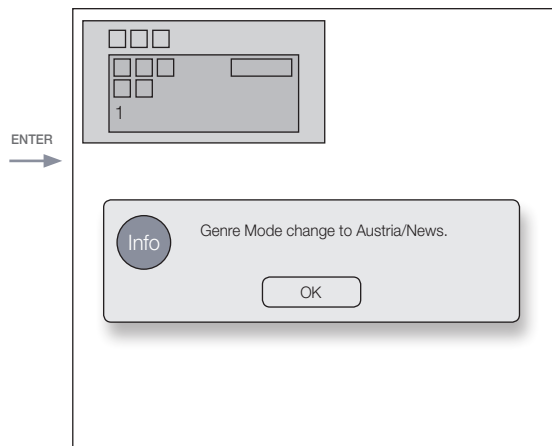 □□□
□□□
□□
1
ENTER
Info
Genre Mode change to Austria/News.
OK